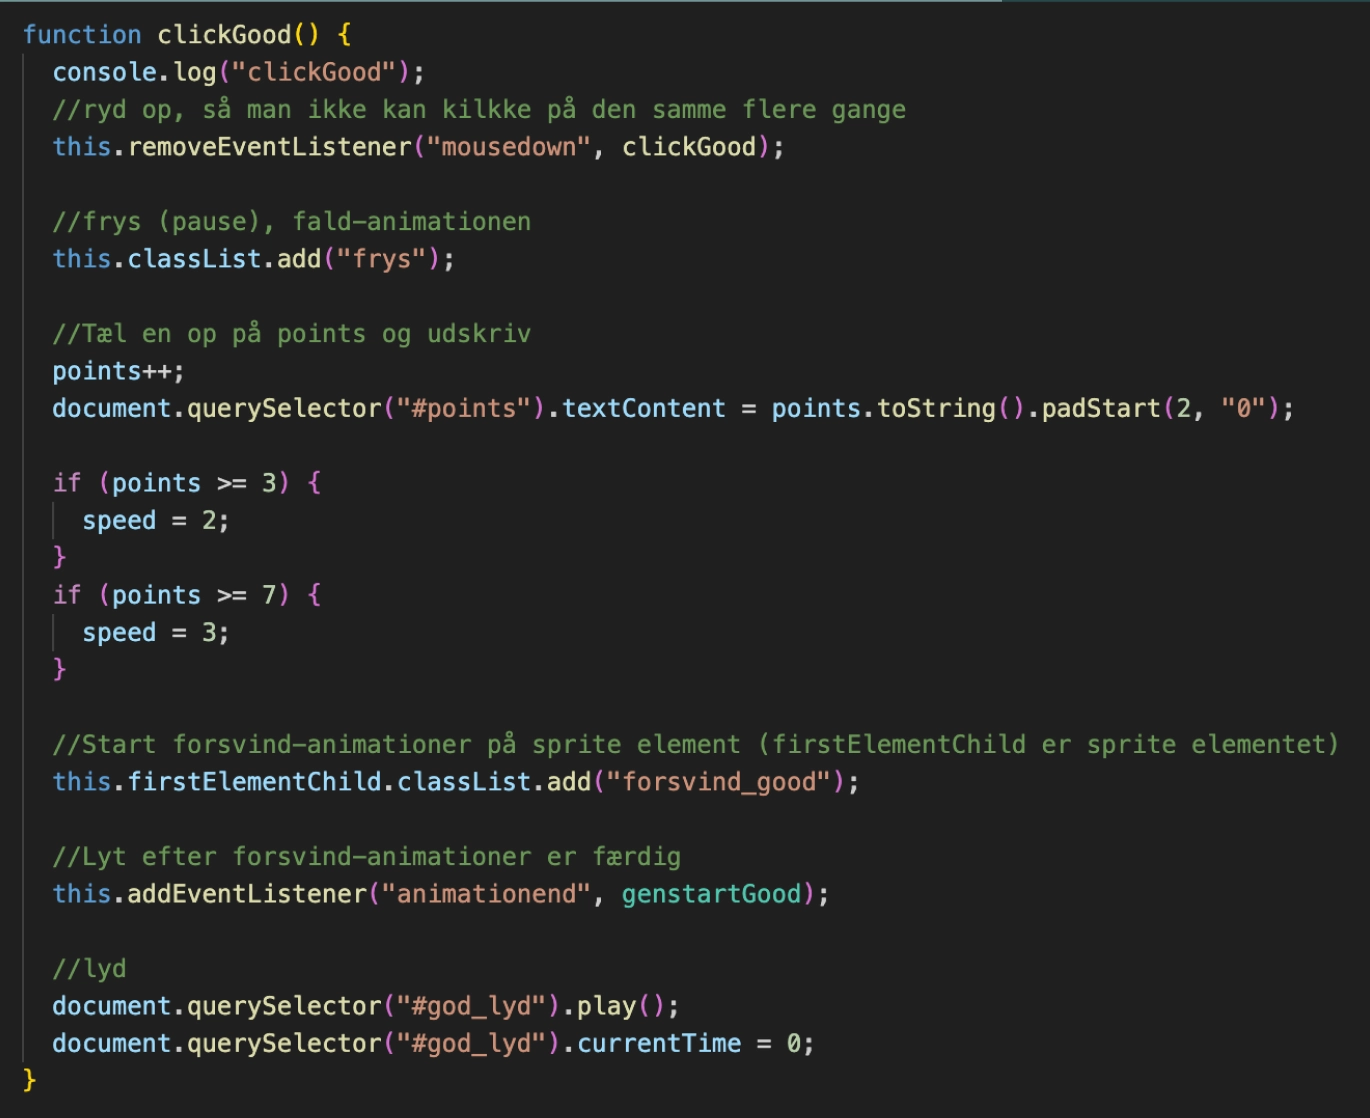 function clickGood() {
  console.log("clickGood");
  //ryd op, så man ikke kan kilkke på den samme flere gange
  this.removeEventListener("mousedown", clickGood);

  //frys (pause), fald-animationen
  this.classList.add("frys");

  //Tæl en op på points og udskriv
  points++;
  document.querySelector("#points").textContent = points.toString().padStart(2, "0");

  if (points >= 3) {
    speed = 2;
  }
  if (points >= 7) {
    speed = 3;
  }

  //Start forsvind-animationer på sprite element (firstElementChild er sprite elementet)
  this.firstElementChild.classList.add("forsvind_good");

  //Lyt efter forsvind-animationer er færdig
  this.addEventListener("animationend", genstartGood);

  //lyd
  document.querySelector("#god_lyd").play();
  document.querySelector("#god_lyd").currentTime = 0;
}